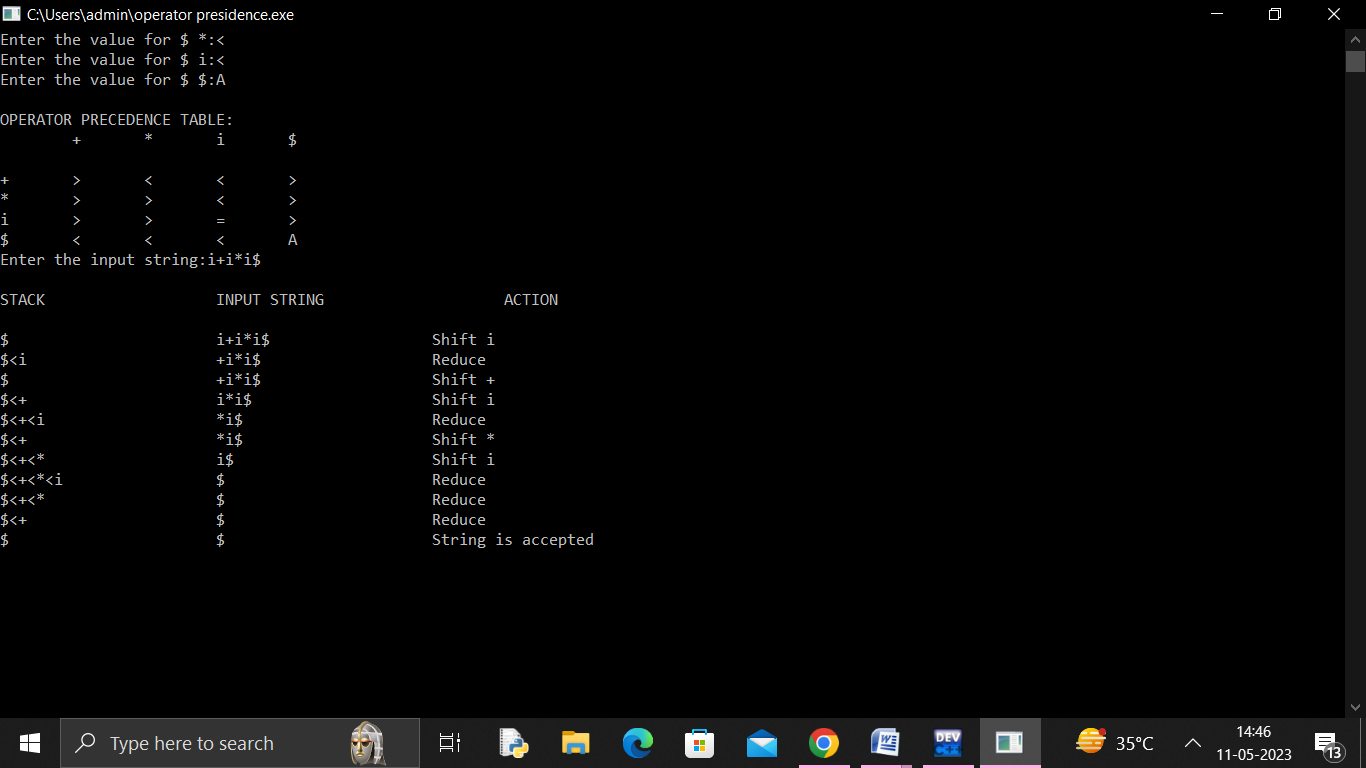 C:\Users\admin\operator presidence.exe
Enter the value for $ *:<
Enter the value for $ i:<
Enter the value for $ $:A
OPERATOR PRECEDENCE TABLE:
+ * i $
+ > < < >
* > > < >
i > > = >
$ < < < A
Enter the input string:i+i*i$
STACK INPUT STRING ACTION
$ i+i*i$ Shift i
$<i +i*i$ Reduce
$ +i*i$ Shift +
$<+ i*i$ Shift i
$<+<i *i$ Reduce
$<+ *i$ Shift *
$<+<* i$ Shift i
$<+<*<i $ Reduce
$<+<* $ Reduce
$<+ $ Reduce
$ $ String is accepted
Type here to search
DEV
C++
35°C
14:46
11-05-2023
13